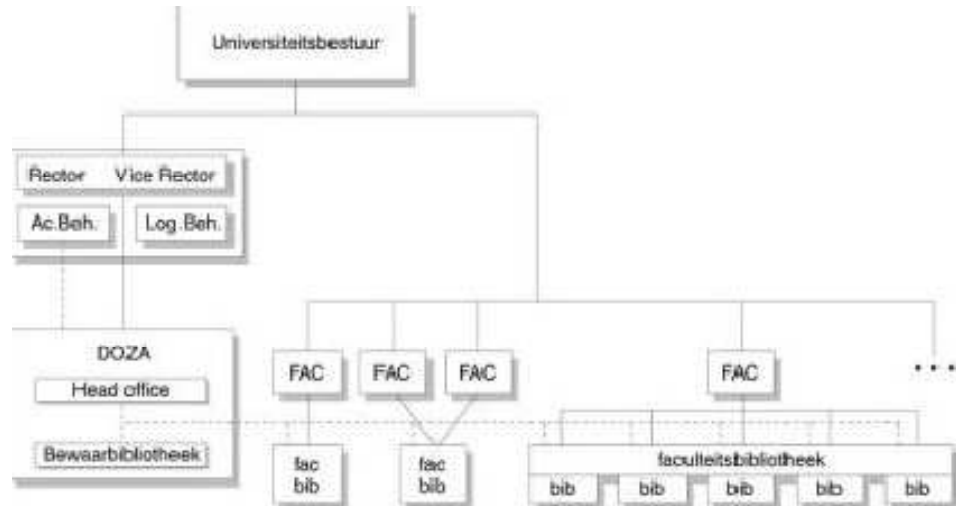 Universiteitsbestuur
Rector Vice Rector
Ac.Beh. Log.Beh.
DOZA
Head office
Bewaarbibliotheek
FAC FAC FAC FAC ...
fac
bib
fac
bib
faculteitsbibliotheek
bib bib bib bib bib